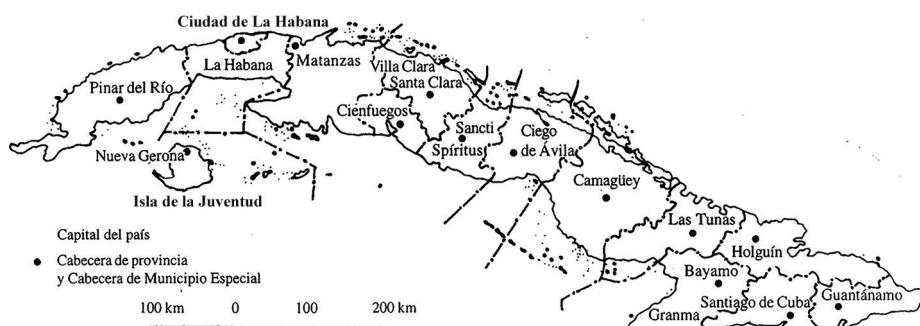 Ciudad de La Habana
La Habana
Matanzas
Pinar del Río
Villa Clara
Santa Clara
Cienfuegos
Sancti
Spíritus
Ciego
de Ávila
Nueva Gerona
Isla de la Juventud
Camagüey
Las Tunas
Holguín
Bayamo
Granma
Santiago de Cuba
Guantánamo
Capital del país
Cabecera de provincia
y Cabecera de Municipio Especial
100 km 0 100 200 km